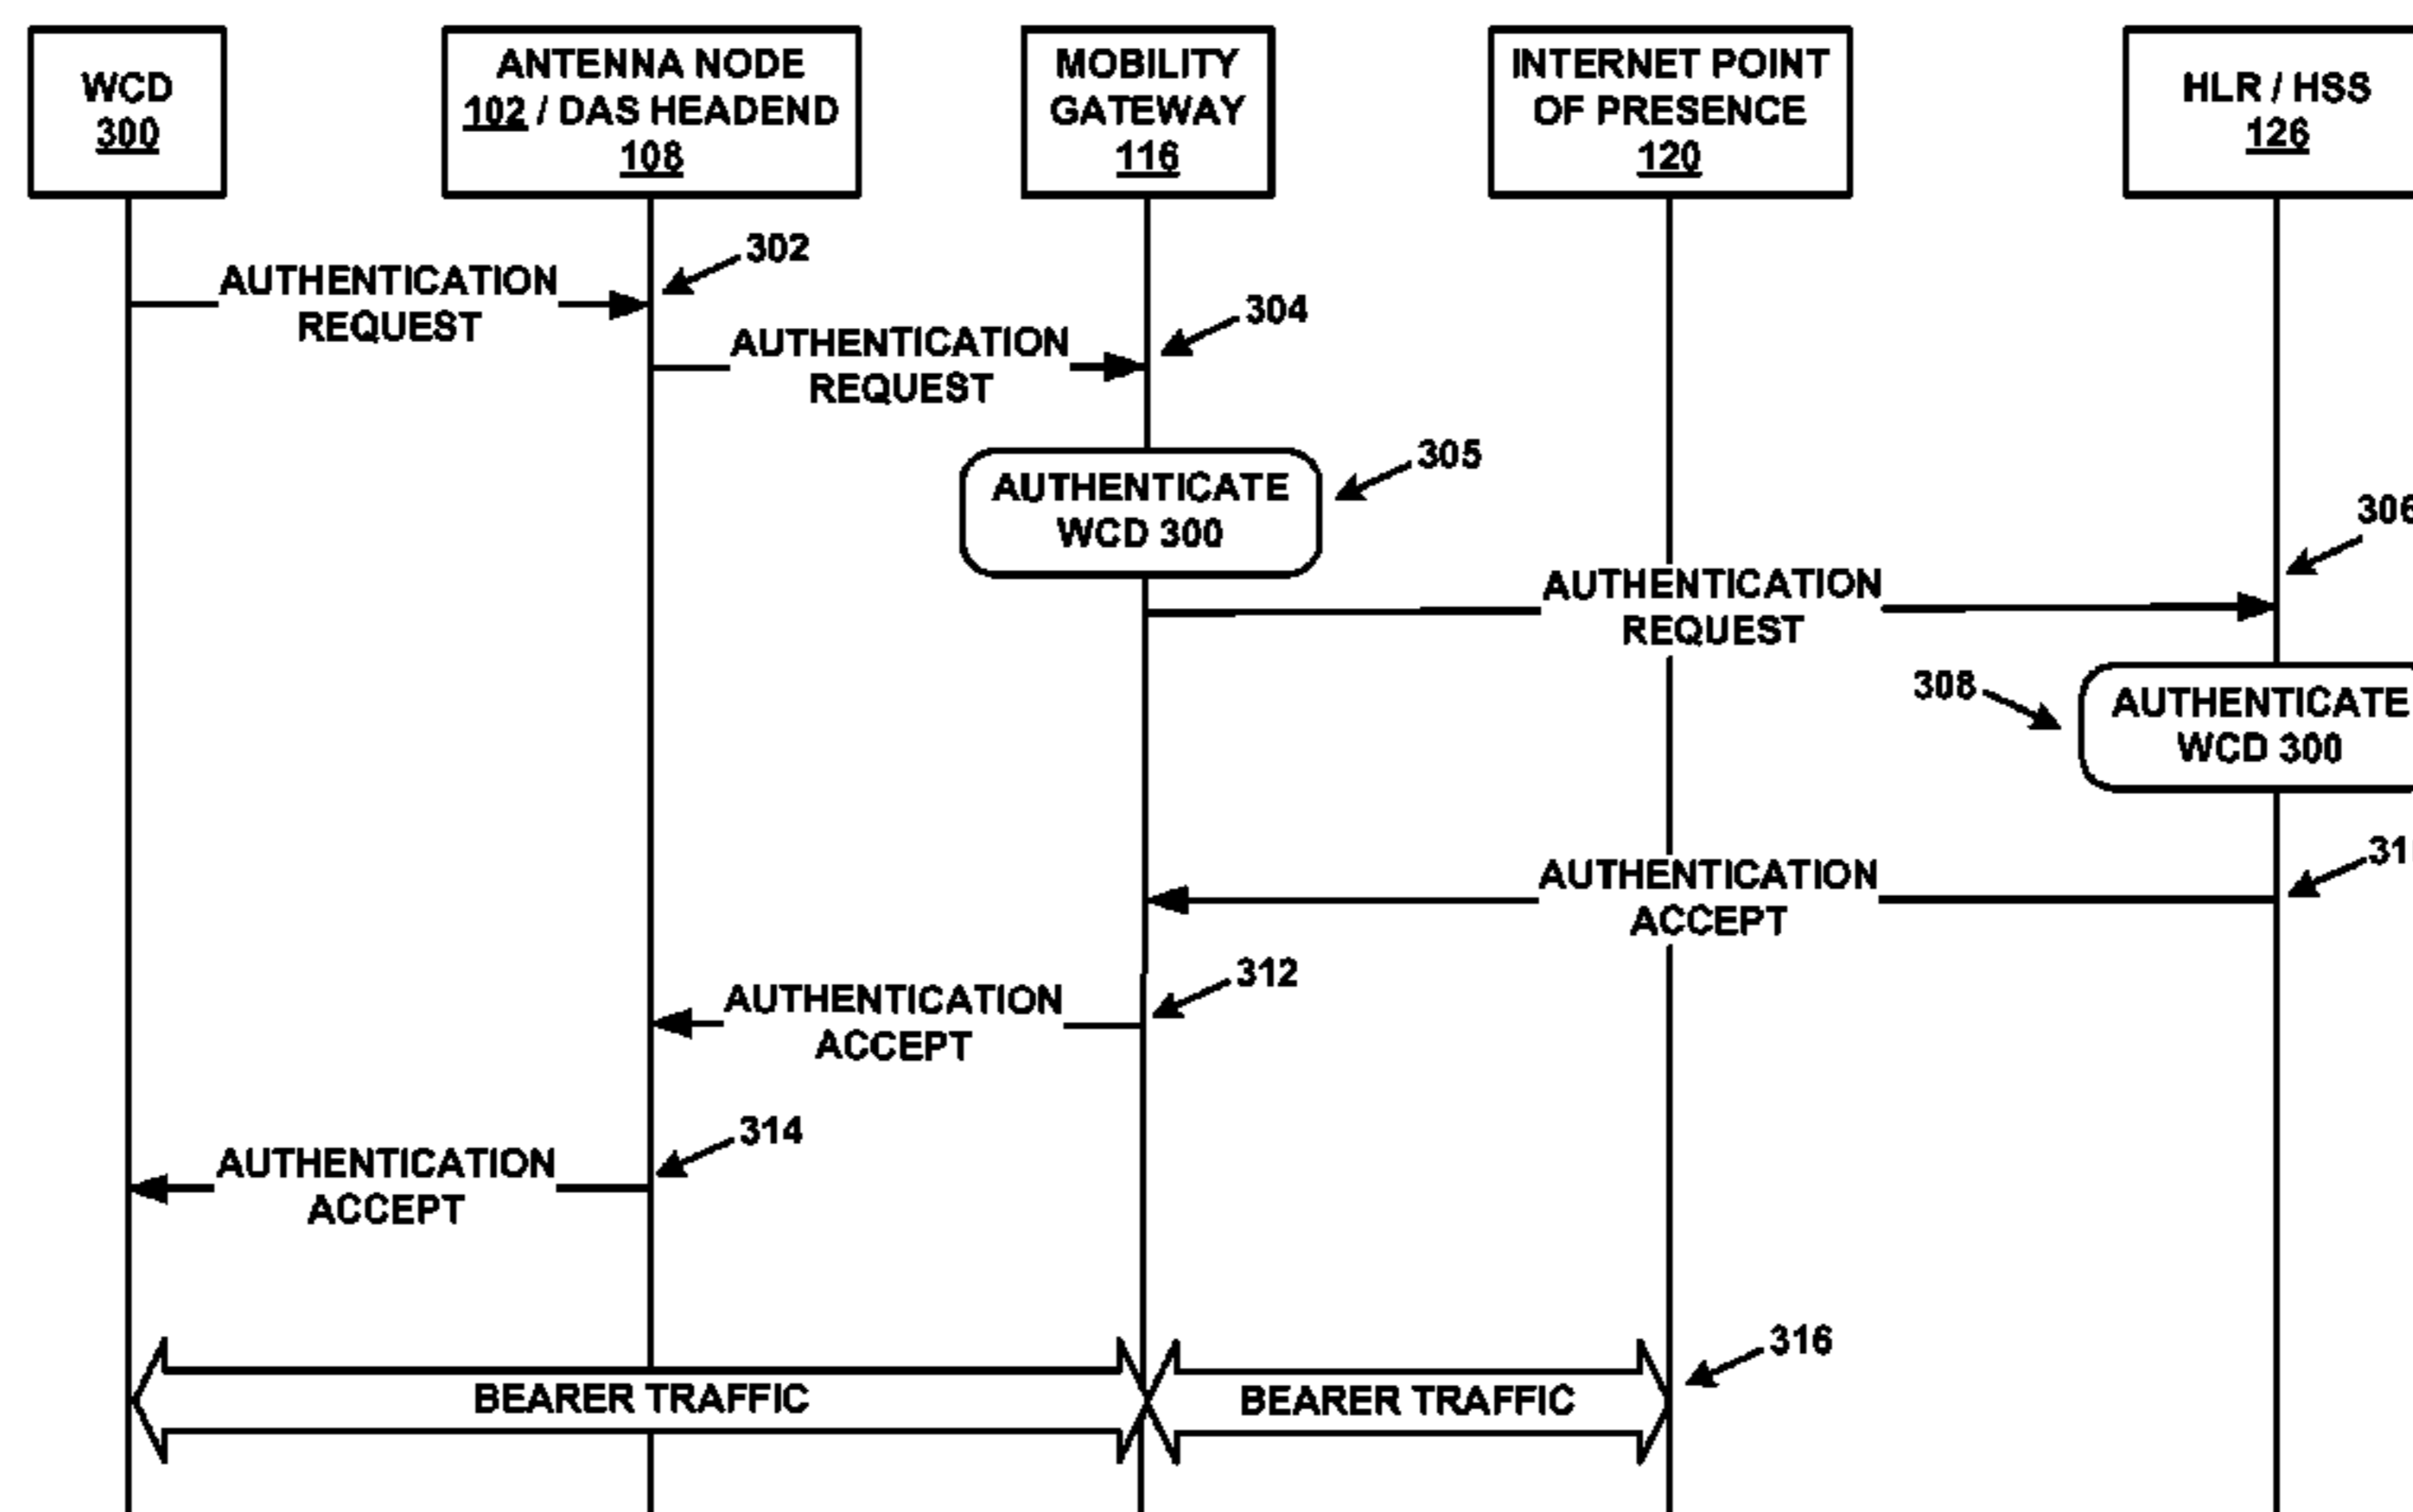 WCD
300
ANTENNA NODE
102 / DAS HEADEND
108
MOBILITY
GATEWAY
116
INTERNET POINT
OF PRESENCE
120
HLR / HSS
126
302
AUTHENTICATION
REQUEST
304
AUTHENTICATION
REQUEST
305
AUTHENTICATE
WCD 300
306
AUTHENTICATION
REQUEST
308
AUTHENTICATE
WCD 300
AUTHENTICATION
ACCEPT
312
AUTHENTICATION
ACCEPT
314
AUTHENTICATION
ACCEPT
316
BEARER TRAFFIC
BEARER TRAFFIC